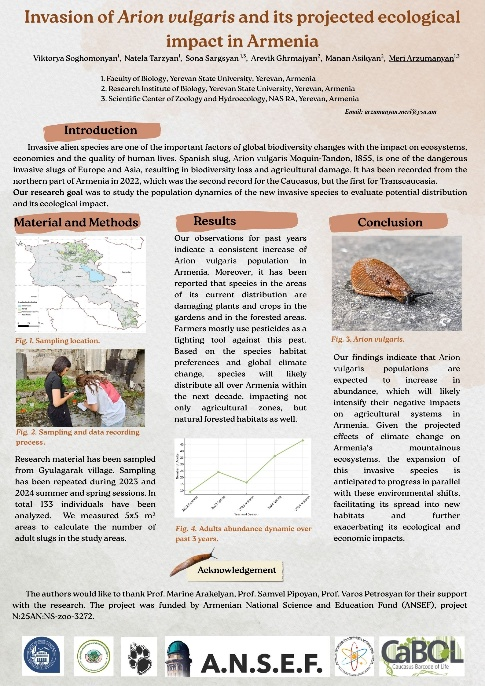 Invasion of Arion vulgaris and its projected ecological
impact in Armenia
Viktorya Soghomonyan¹, Natela Tarzyan¹, Sona Sargsyan¹˒³, Arevik Ghrmajyan², Manan Asikyan², Meri Arzumanyan¹˒²
1. Faculty of Biology, Yerevan State University, Yerevan, Armenia
2. Research Institute of Biology, Yerevan State University, Yerevan, Armenia
3. Scientific Center of Zoology and Hydroecology, NAS RA, Yerevan, Armenia
Email: arzumanyan.meri@ysu.am
Introduction
Invasive alien species are one of the important factors of global biodiversity changes with the impact on ecosystems,
economies and the quality of human lives. Spanish slug, Arion vulgaris Moquin-Tandon, 1855, is one of the dangerous
invasive slugs of Europe and Asia, resulting in biodiversity loss and agricultural damage. It has been recorded from the
northern part of Armenia in 2022, which was the second record for the Caucasus, but the first for Transcaucasia.
Our research goal was to study the population dynamics of the new invasive species to evaluate potential distribution
and its ecological impact.
Material and Methods
Fig. 1. Sampling location.
Fig. 2. Sampling and data recording
process.
Research material has been sampled
from Gyulagarak village. Sampling
has been repeated during 2023 and
2024 summer and spring sessions. In
total 133 individuals have been
analyzed. We measured 5x5 m²
areas to calculate the number of
adult slugs in the study areas.
Results
Our observations for past years
indicate a consistent increase of
Arion vulgaris population in
Armenia. Moreover, it has been
reported that species in the areas
of its current distribution are
damaging plants and crops in the
gardens and in the forested areas.
Farmers mostly use pesticides as a
fighting tool against this pest.
Based on the species habitat
preferences and global climate
change, species will likely
distribute all over Armenia within
the next decade, impacting not
only agricultural zones, but
natural forested habitats as well.
Fig. 4. Adults abundance dynamic over
past 3 years.
Conclusion
Fig. 3. Arion vulgaris.
Our findings indicate that Arion
vulgaris populations are
expected to increase in
abundance, which will likely
intensify their negative impacts
on agricultural systems in
Armenia. Given the projected
effects of climate change on
Armenia's mountainous
ecosystems, the expansion of
this invasive species is
anticipated to progress in parallel
with these environmental shifts,
facilitating its spread into new
habitats and further
exacerbating its ecological and
economic impacts.
Acknowledgement
The authors would like to thank Prof. Marine Arakelyan, Prof. Samvel Pipoyan, Prof. Varos Petrosyan for their support
with the research. The project was funded by Armenian National Science and Education Fund (ANSEF), project
N:25AN:NS-zoo-3272.
A.N.S.E.F.
CaBOL
Caucasus Barcode of Life